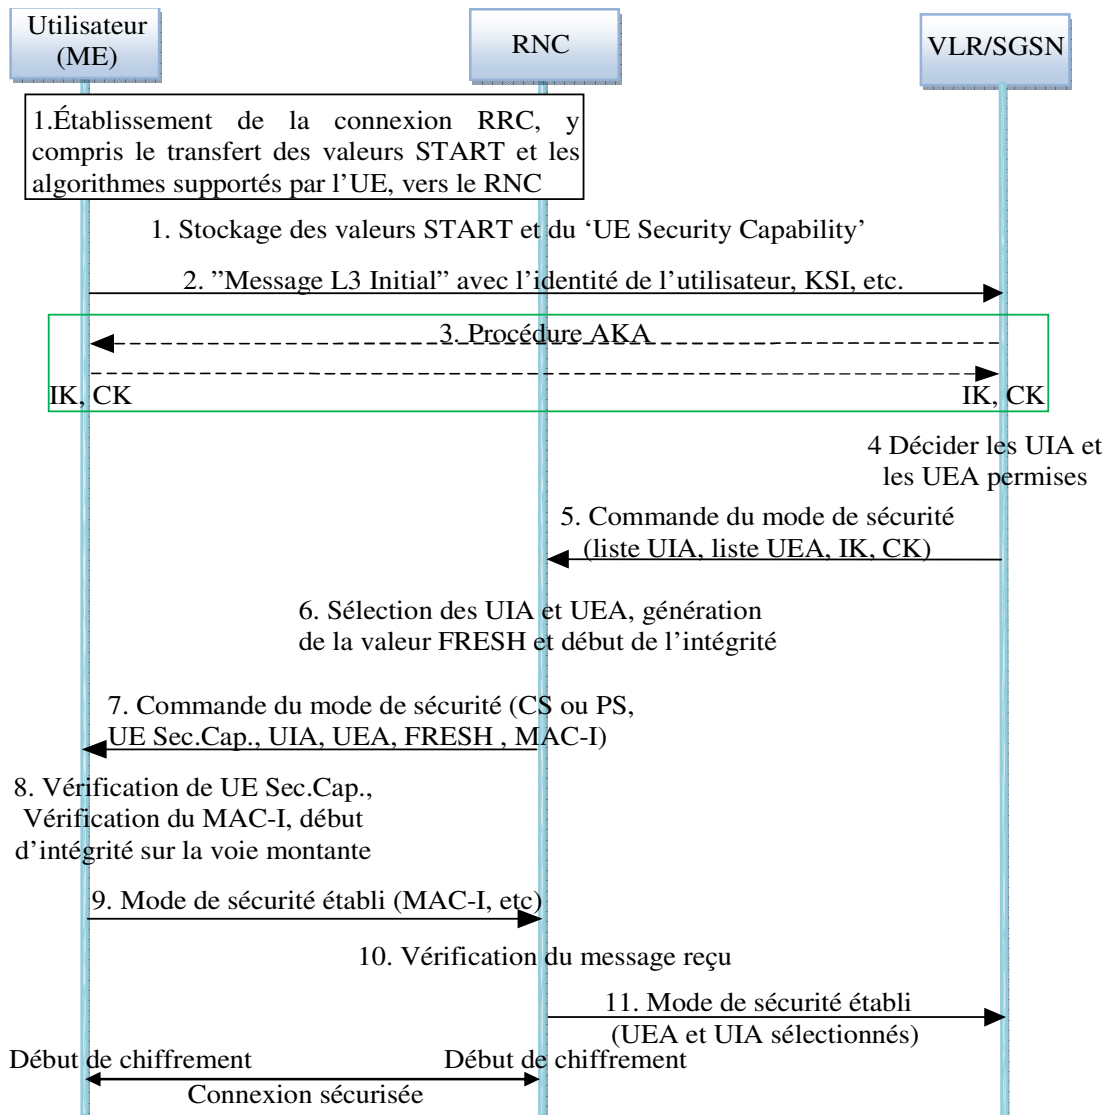 Utilisateur
(ME)
RNC
VLR/SGSN
1.Établissement de la connexion RRC, y
compris le transfert des valeurs START et les
algorithmes supportés par l’UE, vers le RNC
1. Stockage des valeurs START et du ‘UE Security Capability’
2. ”Message L3 Initial” avec l’identité de l’utilisateur, KSI, etc.
3. Procédure AKA
IK, CK
IK, CK
4 Décider les UIA et
les UEA permises
5. Commande du mode de sécurité
(liste UIA, liste UEA, IK, CK)
6. Sélection des UIA et UEA, génération
de la valeur FRESH et début de l’intégrité
7. Commande du mode de sécurité (CS ou PS,
UE Sec.Cap., UIA, UEA, FRESH , MAC-I)
8. Vérification de UE Sec.Cap.,
Vérification du MAC-I, début
d’intégrité sur la voie montante
9. Mode de sécurité établi (MAC-I, etc)
10. Vérification du message reçu
11. Mode de sécurité établi
(UEA et UIA sélectionnés)
Début de chiffrement
Début de chiffrement
Connexion sécurisée